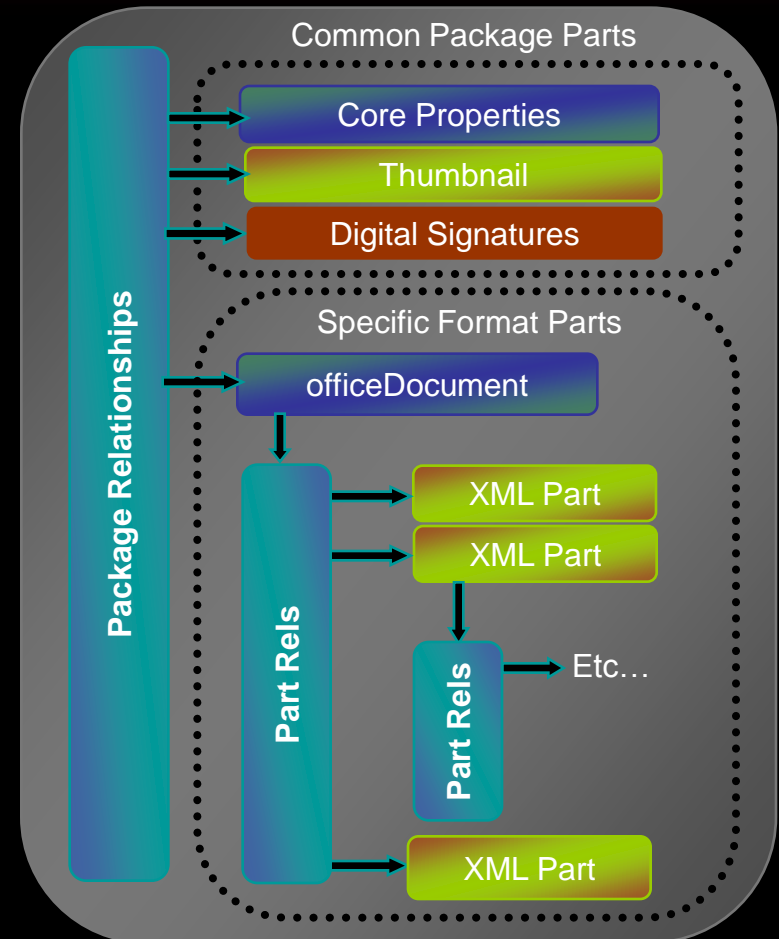 Common Package Parts
Core Properties
Thumbnail
Digital Signatures
Package Relationships
Specific Format Parts
officeDocument
Part Rels
XML Part
XML Part
Part Rels
Etc…
XML Part